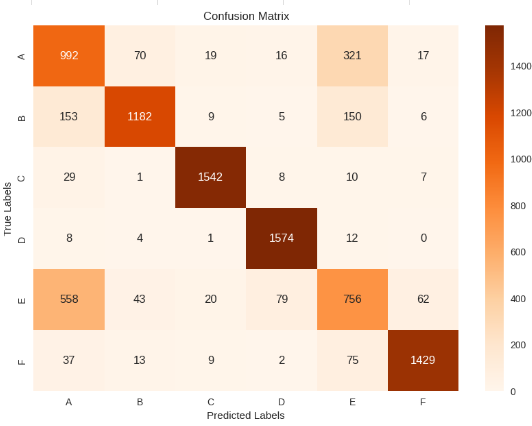 Confusion Matrix
A 992 70 19 16 321 17
B 153 1182 9 5 150 6
C 29 1 1542 8 10 7
D 8 4 1 1574 12 0
E 558 43 20 79 756 62
F 37 13 9 2 75 1429
A B C D E F
Predicted Labels
True Labels
1400
1200
1000
800
600
400
200
0